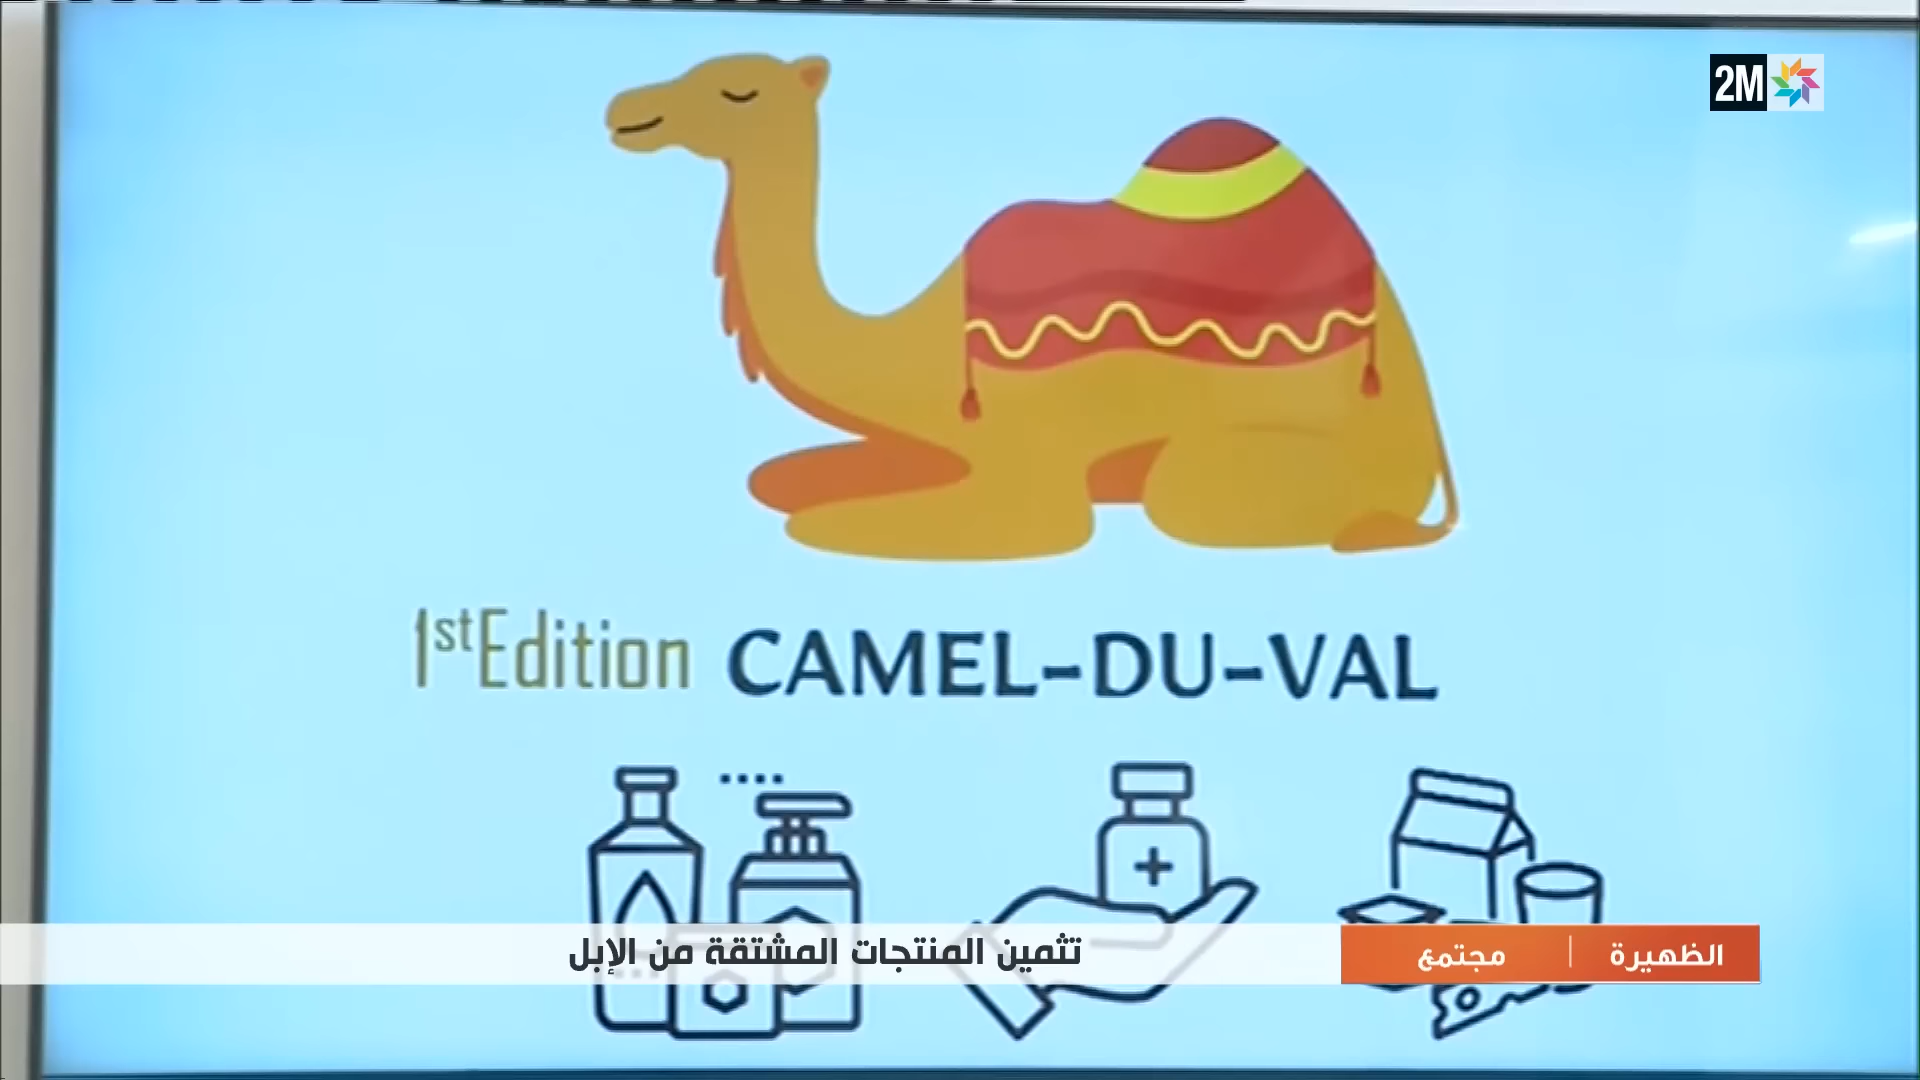 2M
1st Edition CAMEL-DU-VAL
الظهيرة | مجتمع
تثمين المنتجات المشتقة من الإبل